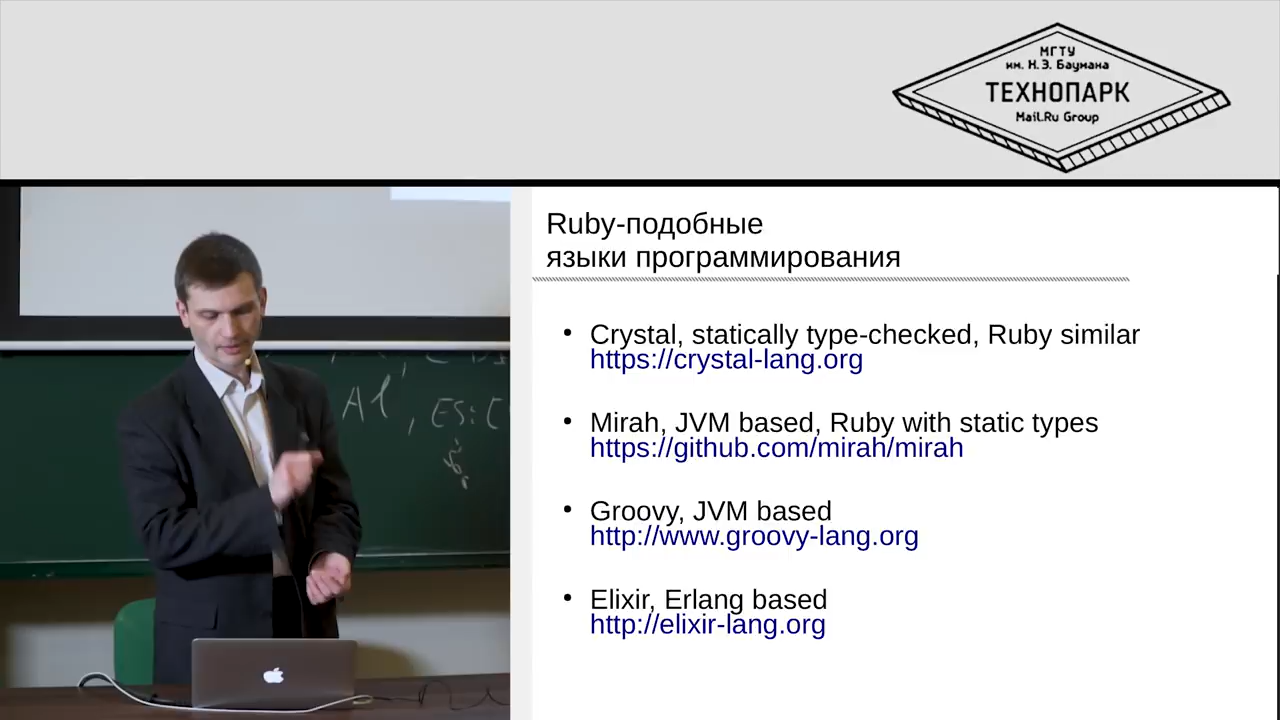 МГТУ
им. Н.Э. Баумана
ТЕХНОПАРК
Mail.Ru Group
Ruby-подобные
языки программирования
Crystal, statically type-checked, Ruby similar
https://crystal-lang.org
Mirah, JVM based, Ruby with static types
https://github.com/mirah/mirah
Groovy, JVM based
http://www.groovy-lang.org
Elixir, Erlang based
http://elixir-lang.org